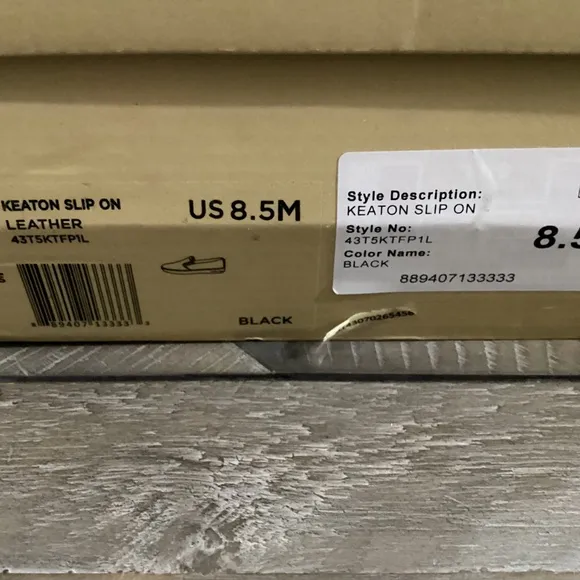 KEATON SLIP ON
LEATHER
43T5KTFP1L
889407133333
US 8.5M
BLACK
Style Description:
KEATON SLIP ON
Style No:
43T5KTFP1L
Color Name:
BLACK
8.5
889407133333